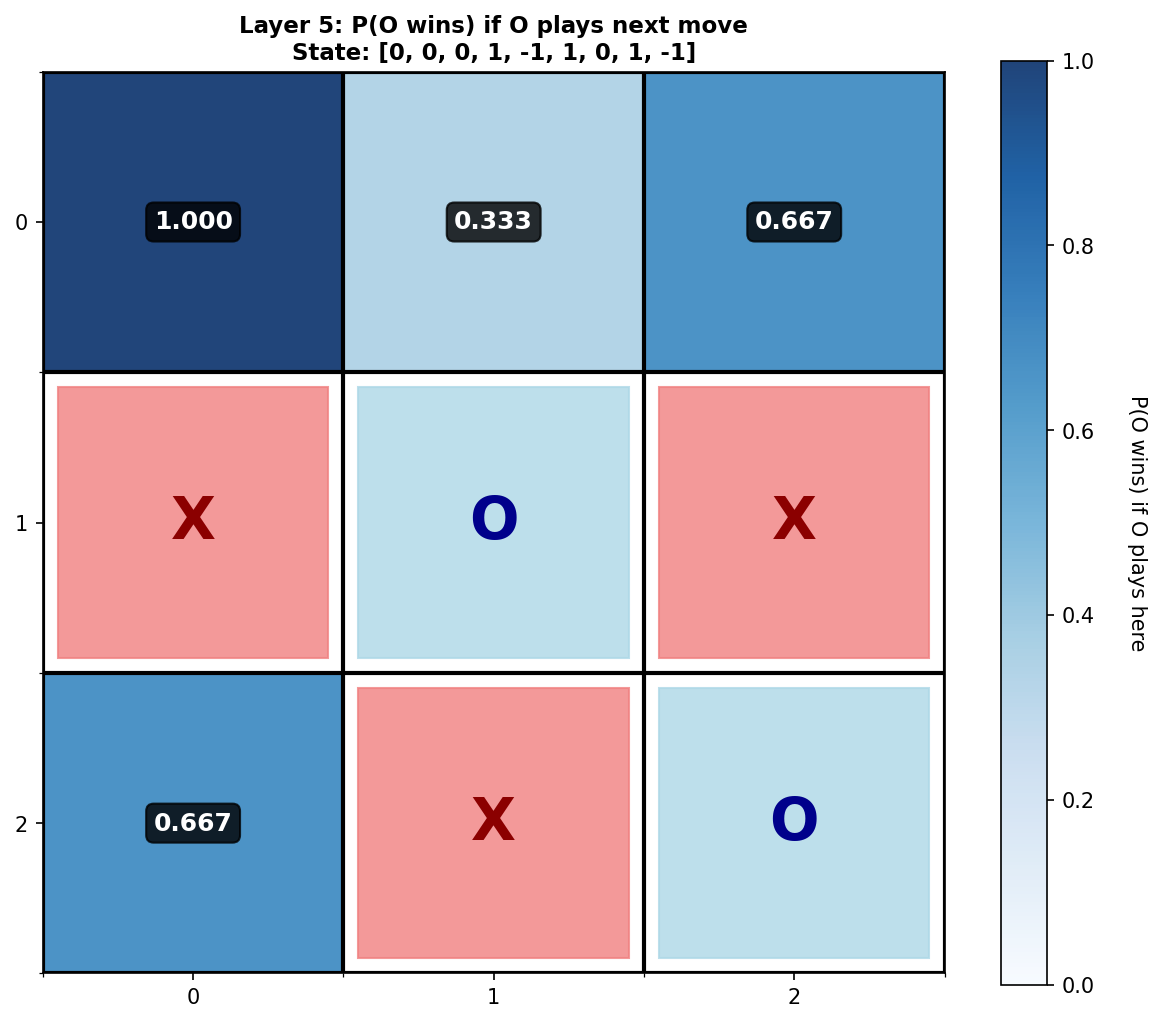 Layer 5: P(O wins) if O plays next move
State: [0, 0, 0, 1, -1, 1, 0, 1, -1]
0
1.000
0.333
0.667
1
X
O
X
2
0.667
X
O
0
1
2
1.0
0.8
0.6
0.4
0.2
0.0
P(O wins) if O plays here